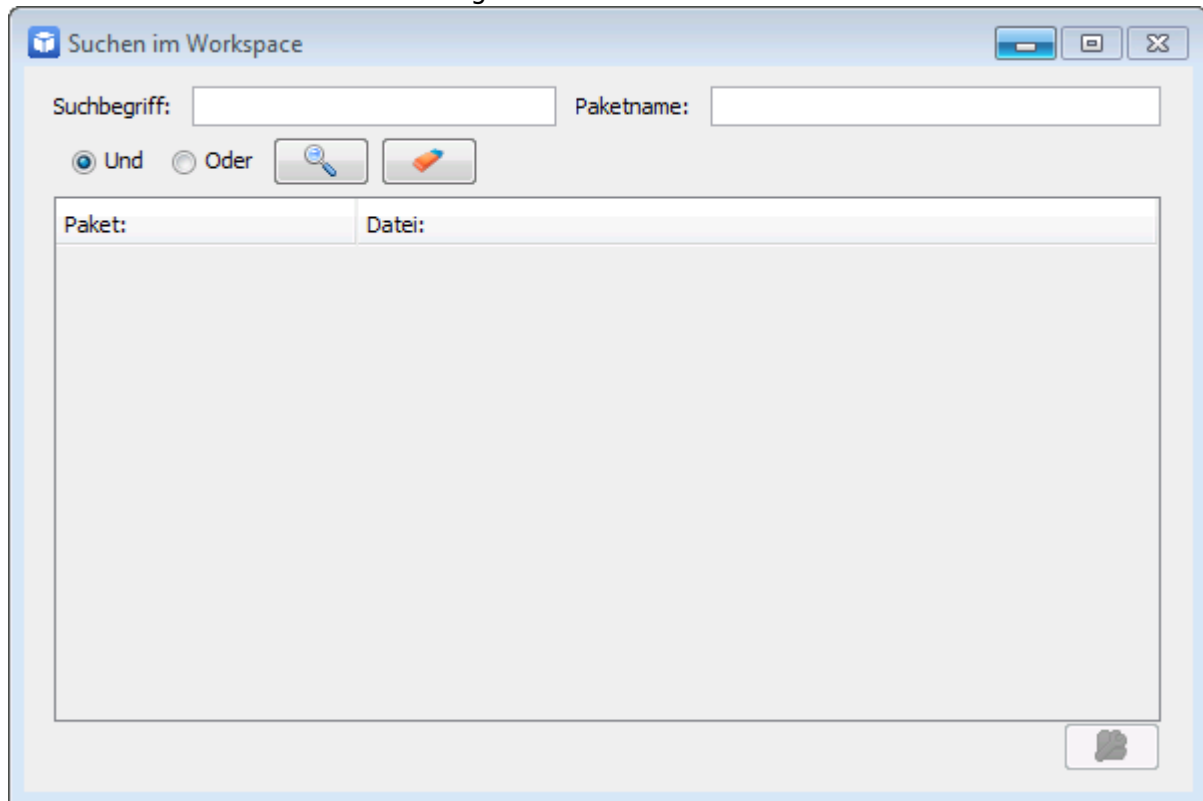 Suchen im Workspace
Suchbegriff: Paketname:
Und Oder
Paket: Datei: